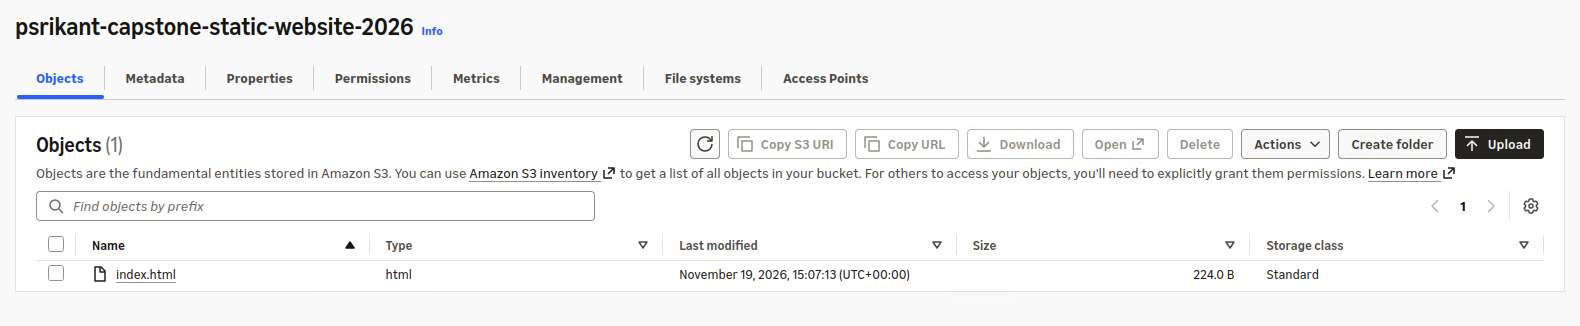 psrikant-capstone-static-website-2026 Info
Objects Metadata Properties Permissions Metrics Management File systems Access Points
Objects (1) Copy S3 URI Copy URL Download Open Delete Actions Create folder Upload
Objects are the fundamental entities stored in Amazon S3. You can use Amazon S3 inventory to get a list of all objects in your bucket. For others to access your objects, you'll need to explicitly grant them permissions. Learn more
Find objects by prefix 1
Name Type Last modified Size Storage class
index.html html November 19, 2026, 15:07:13 (UTC+00:00) 224.0 B Standard